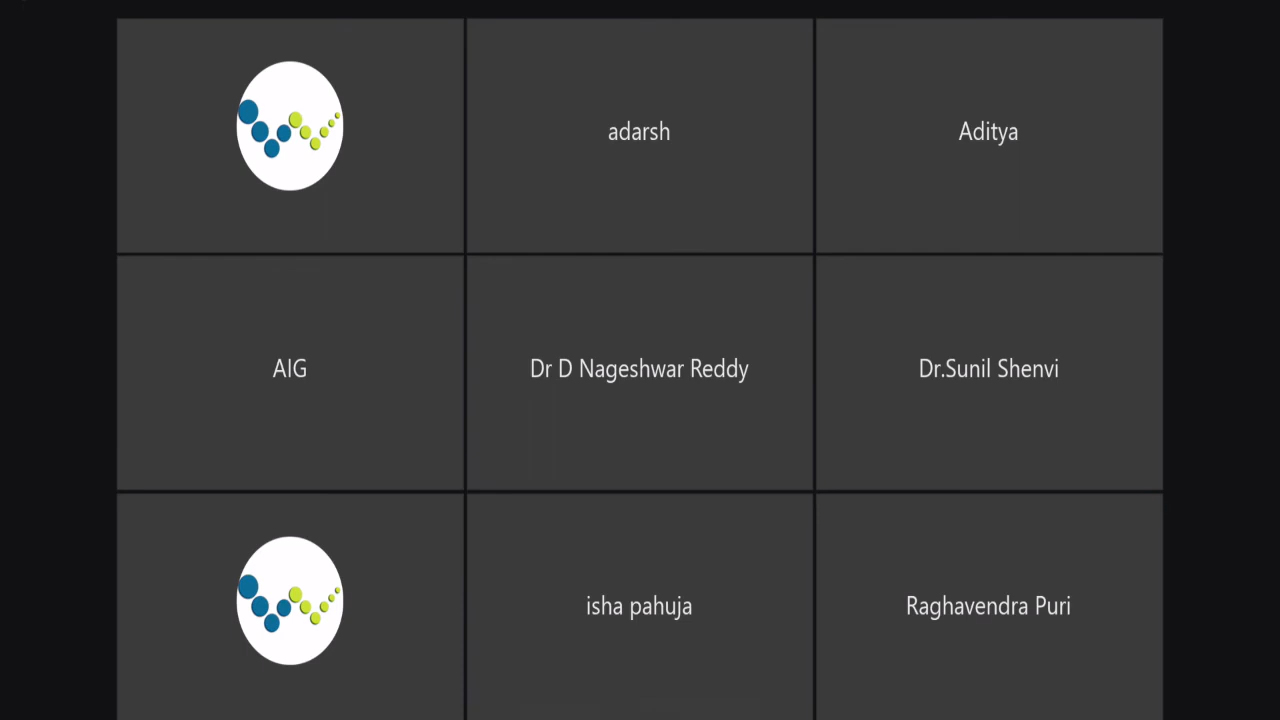 adarsh
Aditya
AIG
Dr D Nageshwar Reddy
Dr.Sunil Shenvi
isha pahuja
Raghavendra Puri